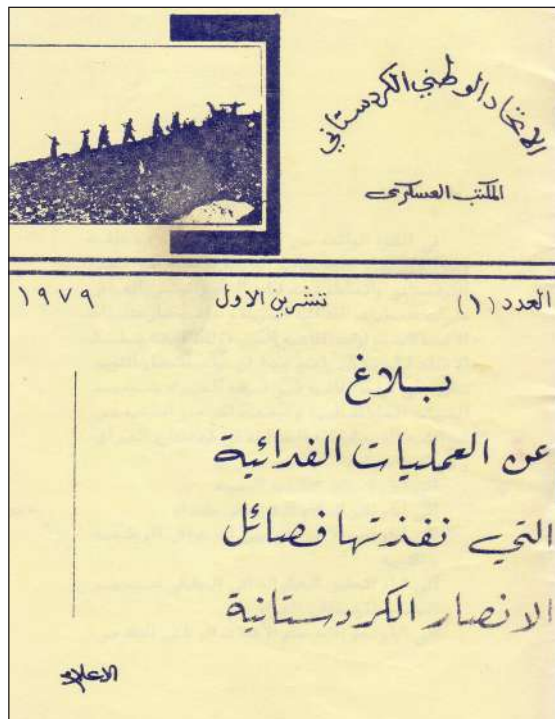 الاتحاد الوطني الكردستاني
المكتب العسكري
العدد (١) تشرين الاول ١٩٧٩
بلاغ
عن العمليات الفدائية
التي نفذتها فصائل
الانصار الكردستانية